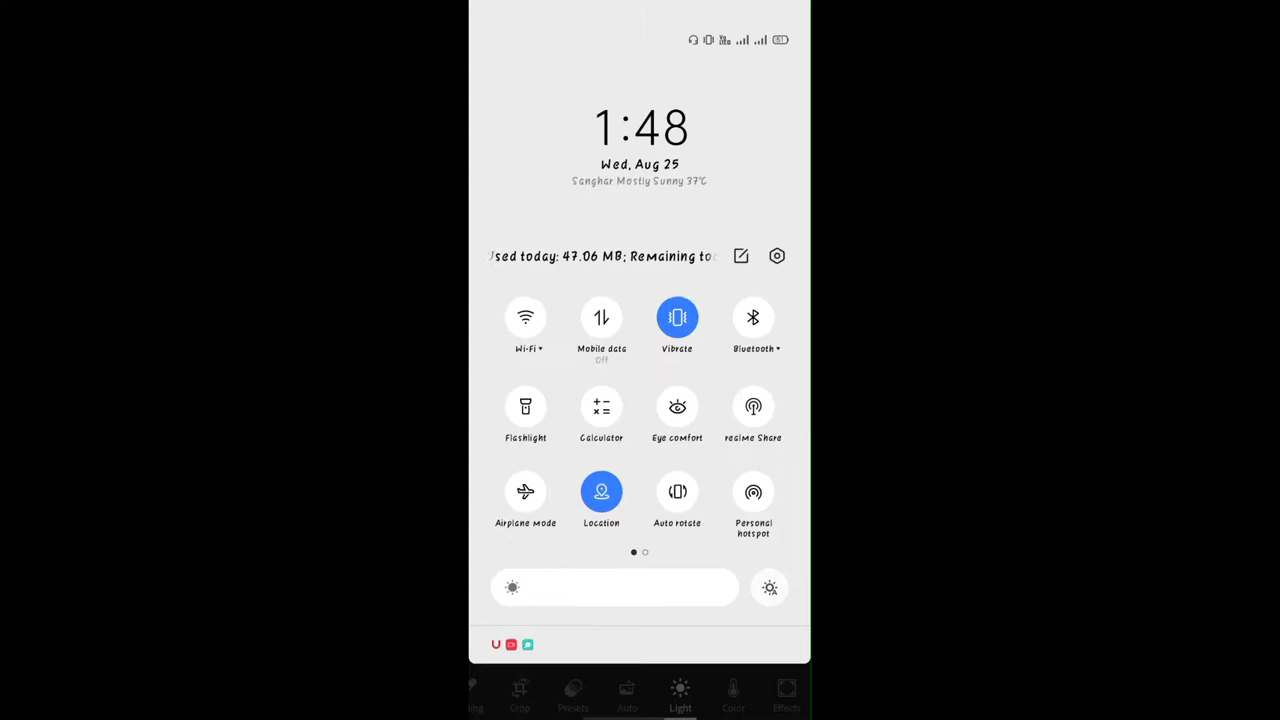 61
1:48
Wed, Aug 25
Sanghar Mostly Sunny 37°C
Used today: 47.06 MB; Remaining to
Wi-Fi Mobile data Vibrate Bluetooth
Off
Flashlight Calculator Eye comfort realme Share
Airplane mode Location Auto rotate Personal hotspot
Crop Presets Auto Light Color Effects